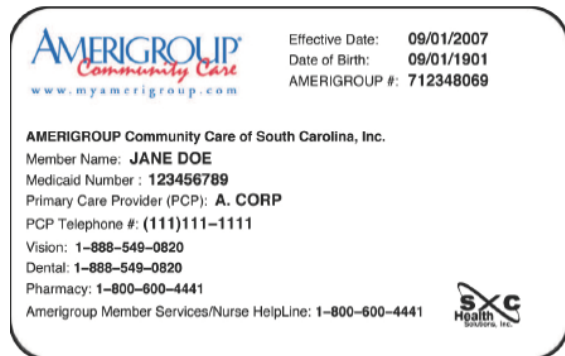 AMERIGROUP®
Community Care
www.myamerigroup.com
Effective Date: 09/01/2007
Date of Birth: 09/01/1901
AMERIGROUP #: 712348069
AMERIGROUP Community Care of South Carolina, Inc.
Member Name: JANE DOE
Medicaid Number : 123456789
Primary Care Provider (PCP): A. CORP
PCP Telephone #: (111)111–1111
Vision: 1–888–549–0820
Dental: 1–888–549–0820
Pharmacy: 1–800–600–4441
Amerigroup Member Services/Nurse HelpLine: 1–800–600–4441
SXC
Health
Solutions, Inc.